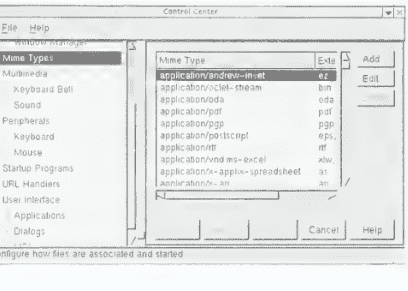 Control Center
File Help
Window Manager
Mime Types
Multimedia
Keyboard Bell
Sound
Peripherals
Keyboard
Mouse
Startup Programs
URL Handlers
User Interface
Applications
Dialogs
Mime Type Exte
application/andrew-inset ez
application/octet-stream bin
application/oda oda
application/pdf pdf
application/pgp pgp
application/postscript eps,
application/rtf rtf
application/vnd.ms-excel xlw,
application/x-applix-spreadsheet as
Add
Edit
Cancel Help
nfigure how files are associated and started